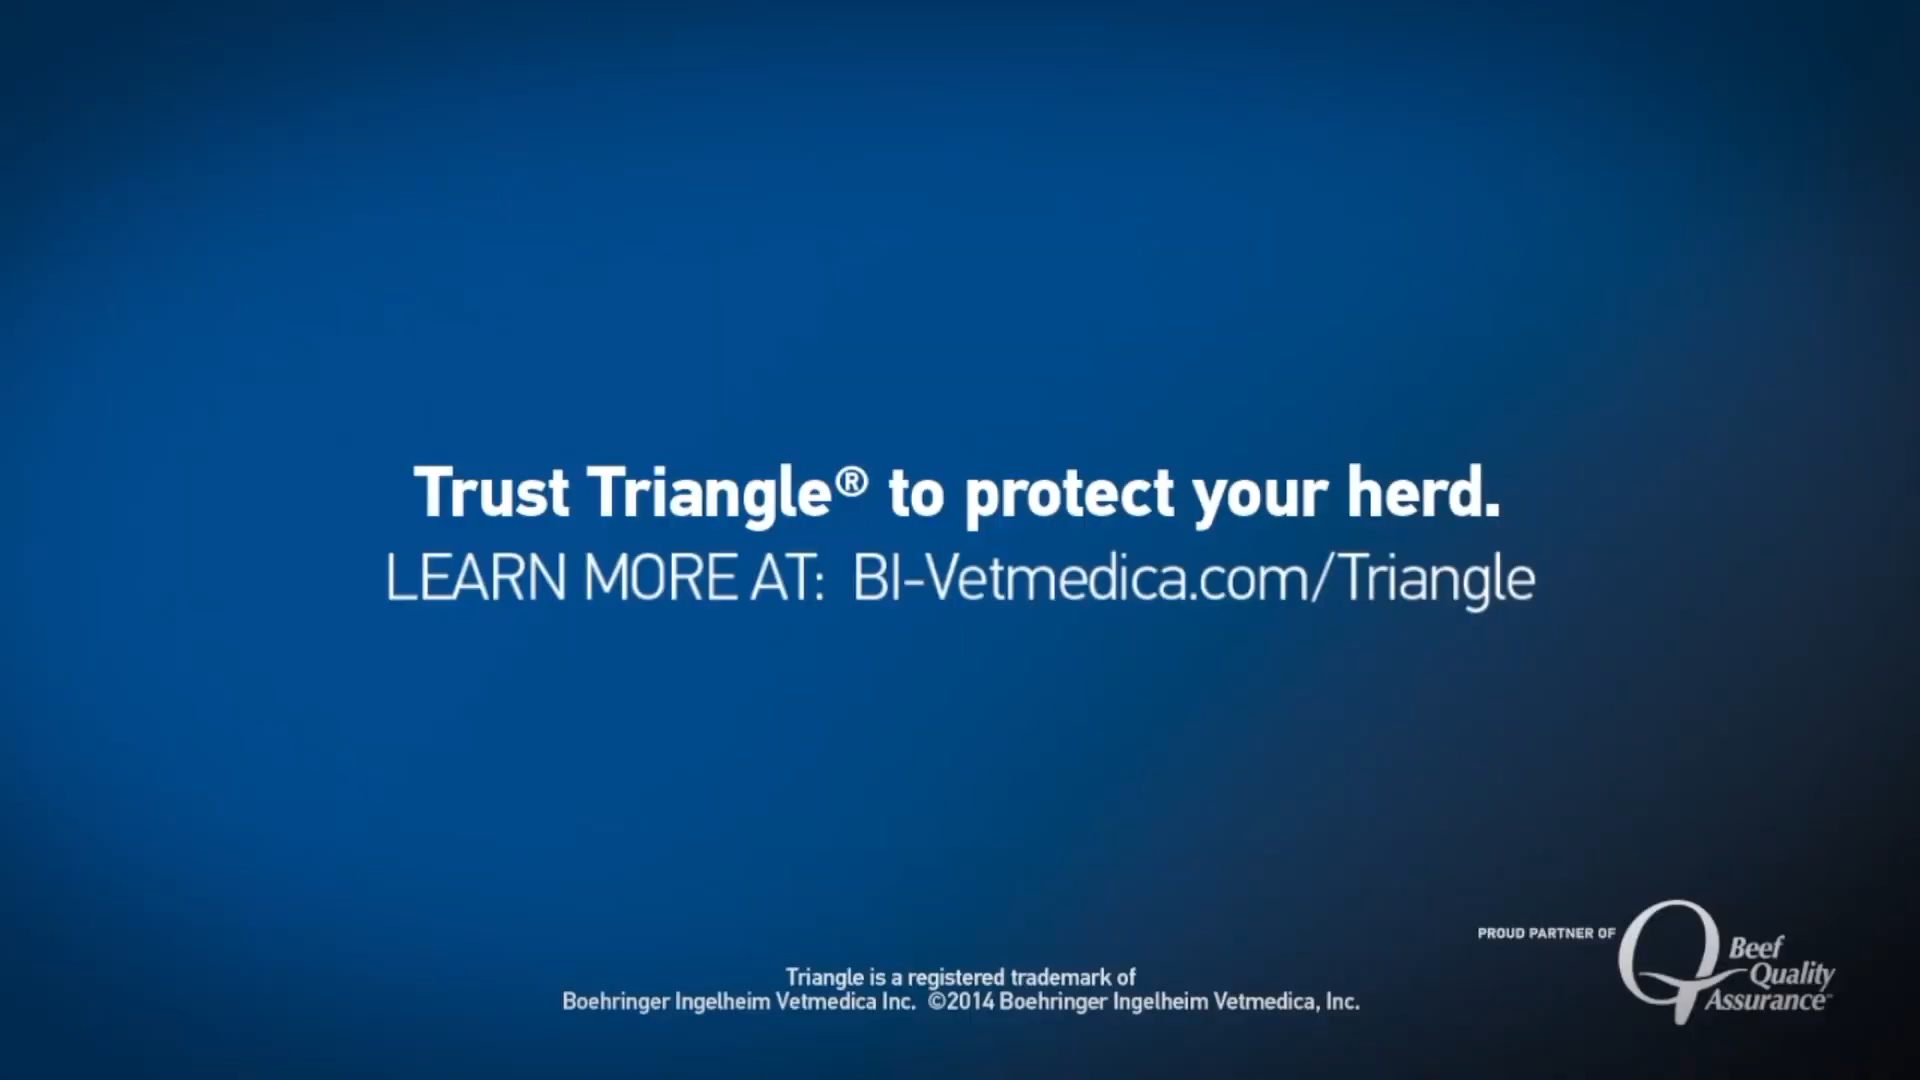 Trust Triangle® to protect your herd.
LEARN MORE AT: BI-Vetmedica.com/Triangle
PROUD PARTNER OF
Beef
Quality
Assurance™
Triangle is a registered trademark of
Boehringer Ingelheim Vetmedica Inc. ©2014 Boehringer Ingelheim Vetmedica, Inc.